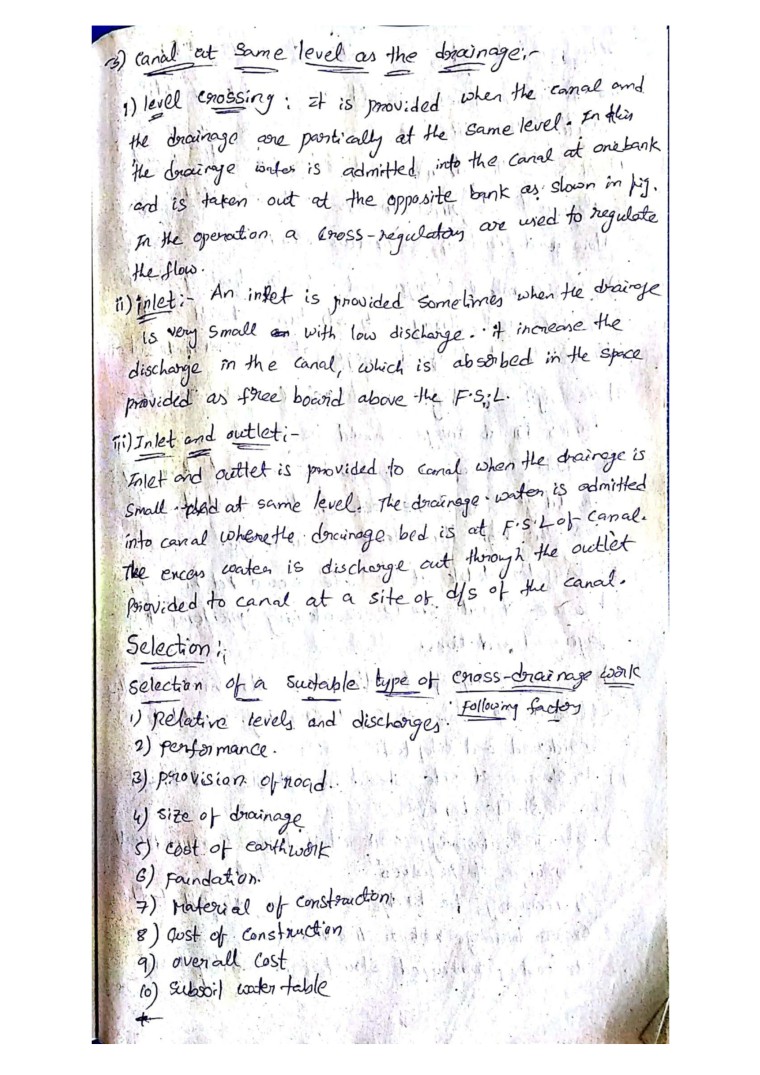 3) Canal at Same level as the drainage:-
1) level crossing : It is provided when the canal and
the drainage are partically at the same level. In this
the drainage water is admitted into the canal at one bank
and is taken out at the opposite bank as slown in fig.
In the operation a cross-regulatory are used to regulate
the flow.
ii) inlet:- An inlet is provided sometimes when the drainage
is very small with low discharge. it increase the
discharge in the canal, which is absorbed in the space
provided as free board above the F.S.L.
iii) Inlet and outlet:-
Inlet and outlet is provided to canal when the drainage is
small at same level. The drainage water is admitted
into canal where the drainage bed is at F.S.L of canal.
The excess water is discharge out through the outlet
provided to canal at a site of d/s of the canal.
Selection:
Selection of a suitable type of cross-drainage work
following factors
1) Relative levels and discharges.
2) performance.
3) provision of road.
4) size of drainage
5) cost of earthwork
6) Foundation.
7) Material of construction.
8) Cost of construction
9) overall cost
10) subsoil water table